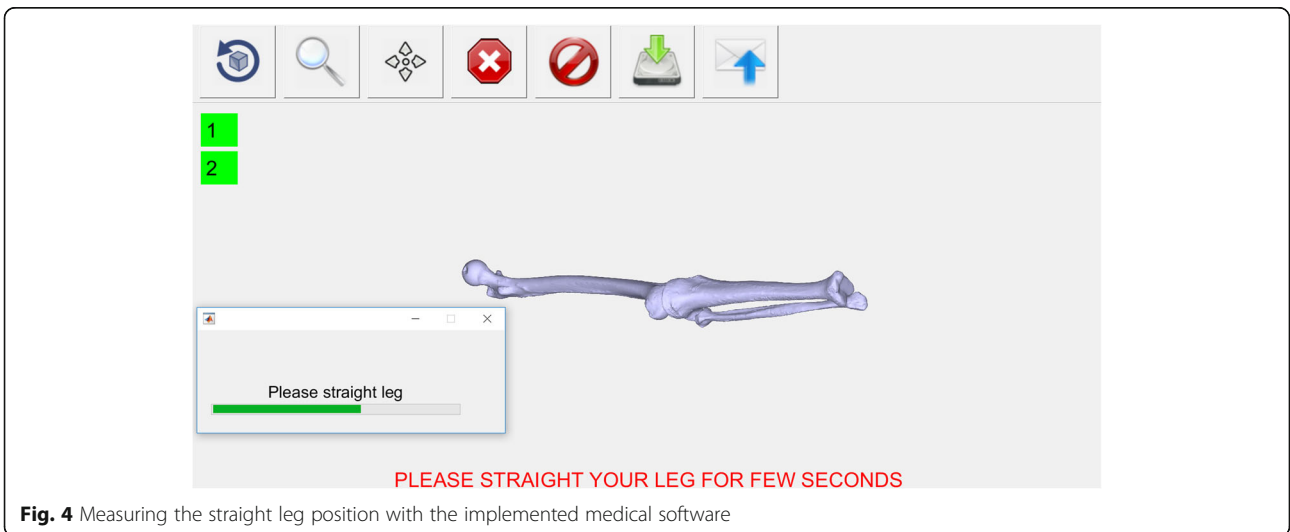 1
2
Please straight leg
PLEASE STRAIGHT YOUR LEG FOR FEW SECONDS
Fig. 4 Measuring the straight leg position with the implemented medical software